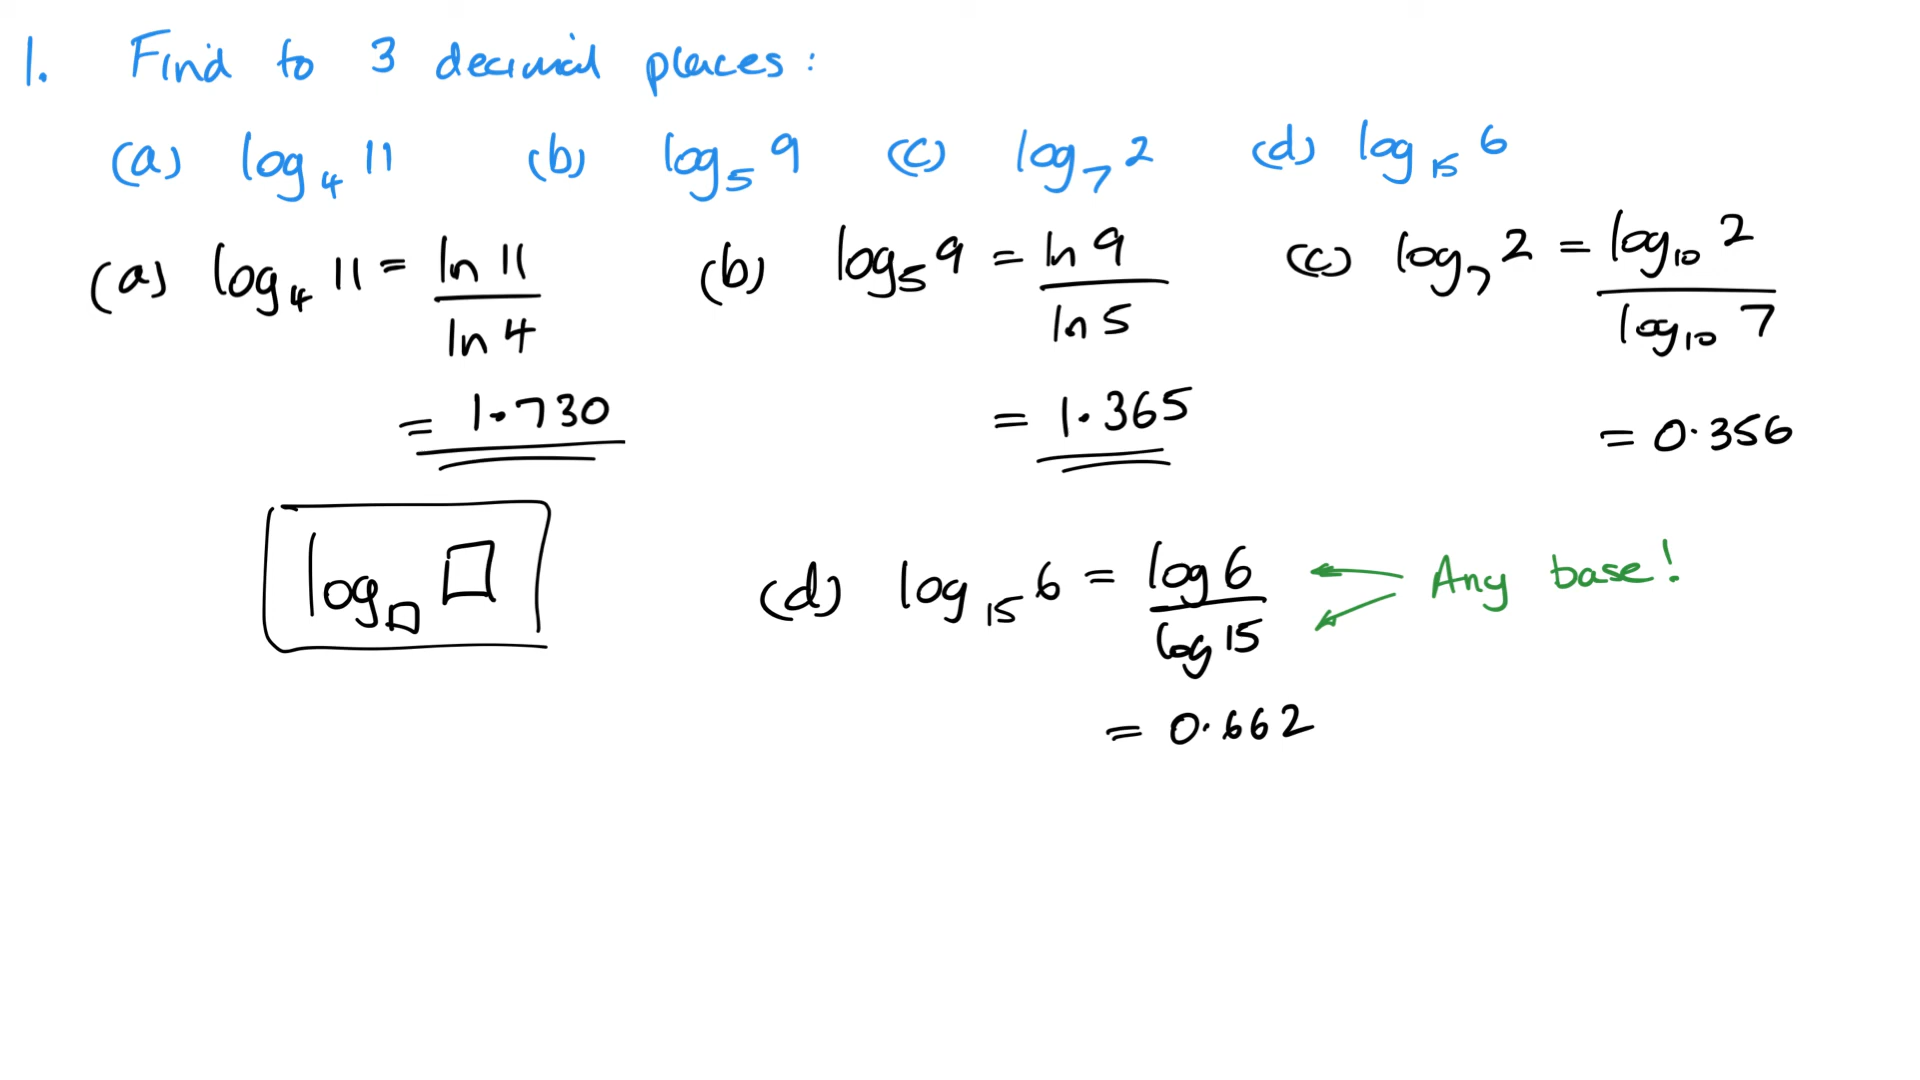 1. Find to 3 decimal places:
(a) log₄ 11 (b) log₅ 9 (c) log₇ 2 (d) log₁₅ 6
(a) log₄ 11 = ln 11 / ln 4
= 1.730
(b) log₅ 9 = ln 9 / ln 5
= 1.365
(c) log₇ 2 = log₁₀ 2 / log₁₀ 7
= 0.356
log□ □
(d) log₁₅ 6 = log 6 / log 15
Any base!
= 0.662